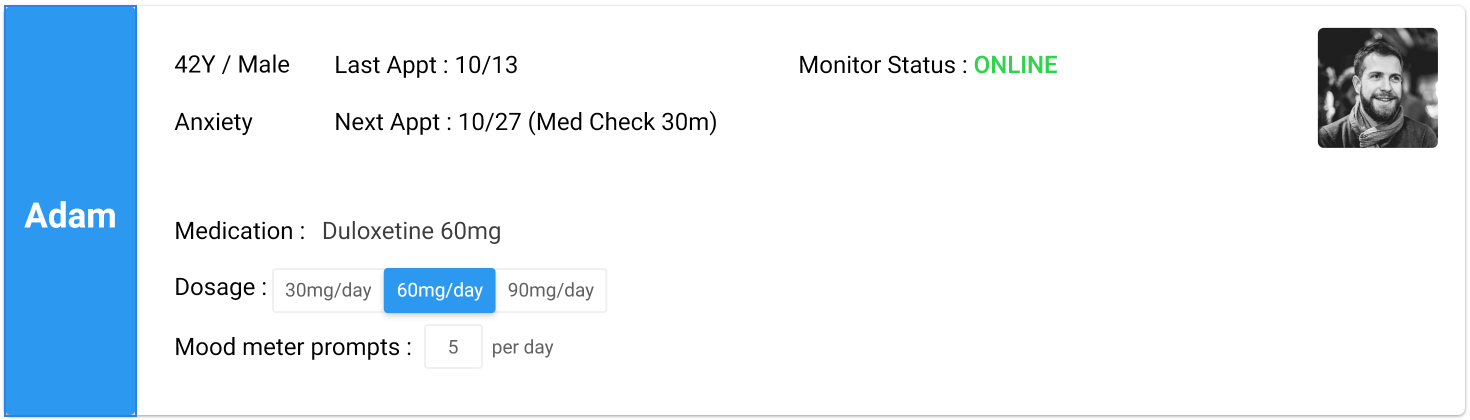 Adam
42Y / Male
Last Appt : 10/13
Monitor Status : ONLINE
Anxiety
Next Appt : 10/27 (Med Check 30m)
Medication : Duloxetine 60mg
Dosage : 30mg/day 60mg/day 90mg/day
Mood meter prompts : 5 per day